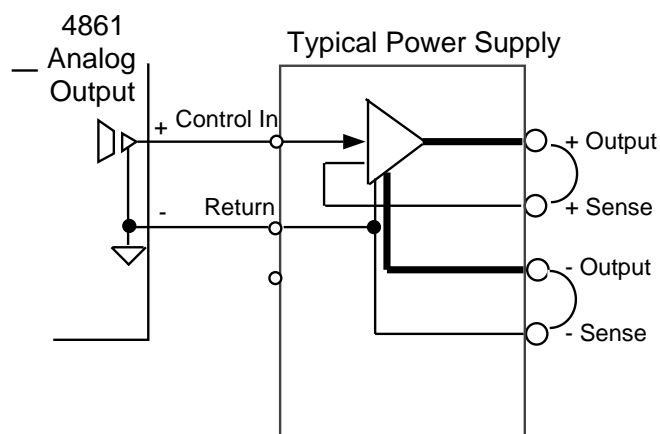 4861
Analog
Output
Typical Power Supply
+ Control In
+ Output
- Return
+ Sense
- Output
- Sense